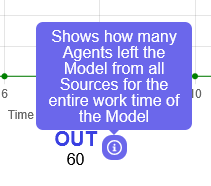 Shows how many
Agents left the
Model from all
Sources for the
entire work time of
the Model
6
10
Time
OUT
60